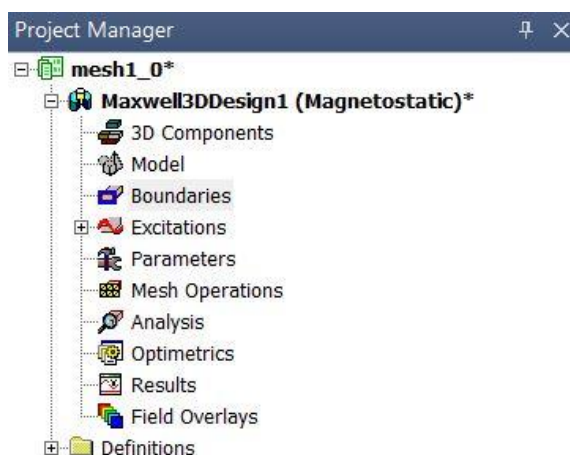 Project Manager
mesh1_0*
Maxwell3DDesign1 (Magnetostatic)*
3D Components
Model
Boundaries
Excitations
Parameters
Mesh Operations
Analysis
Optimetrics
Results
Field Overlays
Definitions